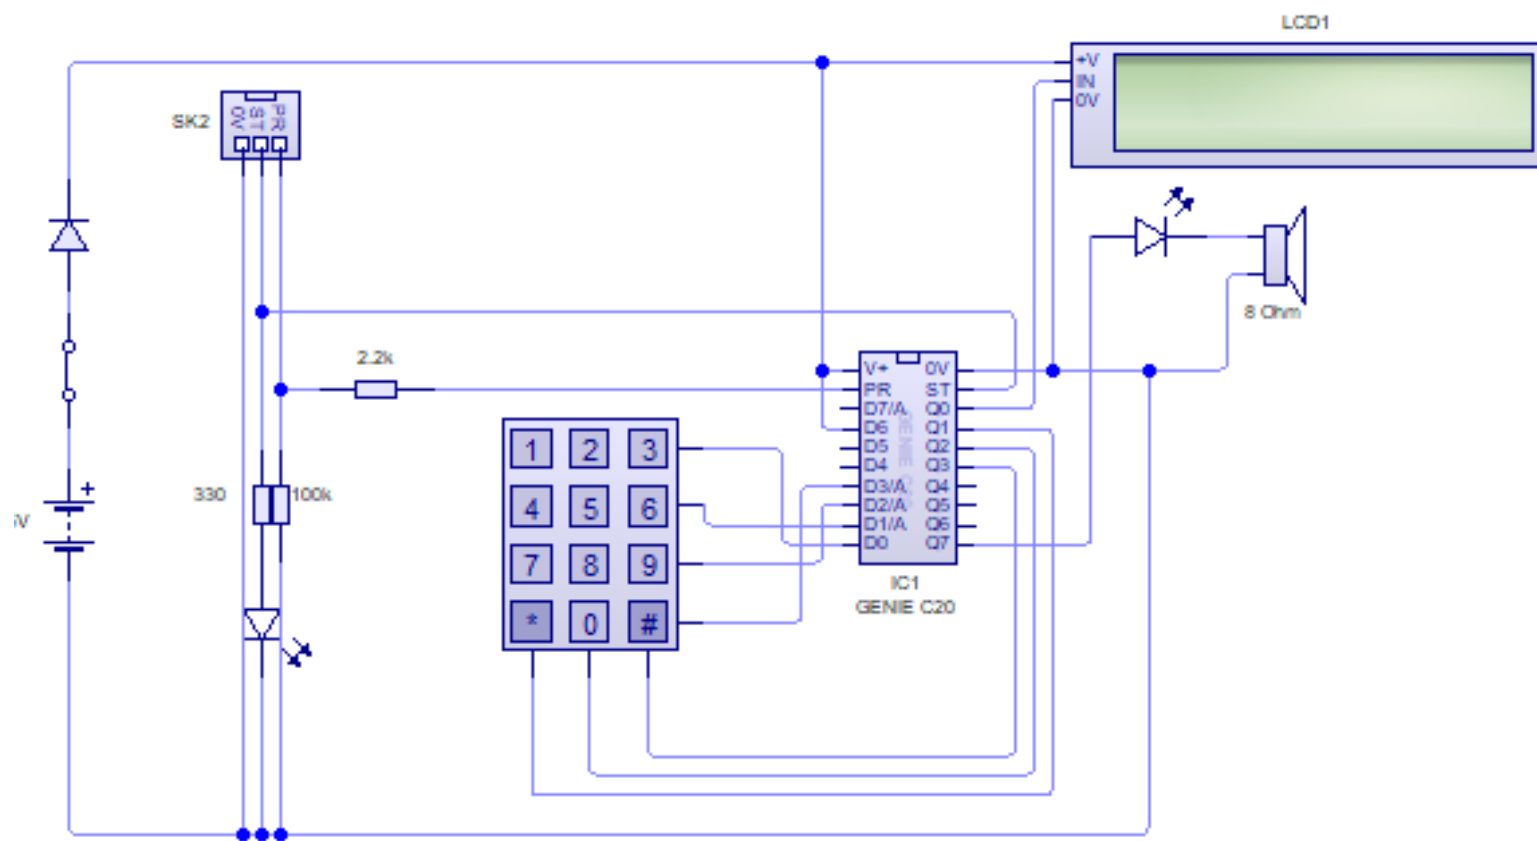 LCD1
+V
IN
0V
SK2
0V ST PR
8 Ohm
2.2k
V+ 0V
PR ST
D7/A Q0
D6 Q1
D5 Q2
D4 Q3
D3/A Q4
D2/A Q5
D1/A Q6
D0 Q7
1 2 3
4 5 6
7 8 9
* 0 #
330 100k
+
V
IC1
GENIE C20